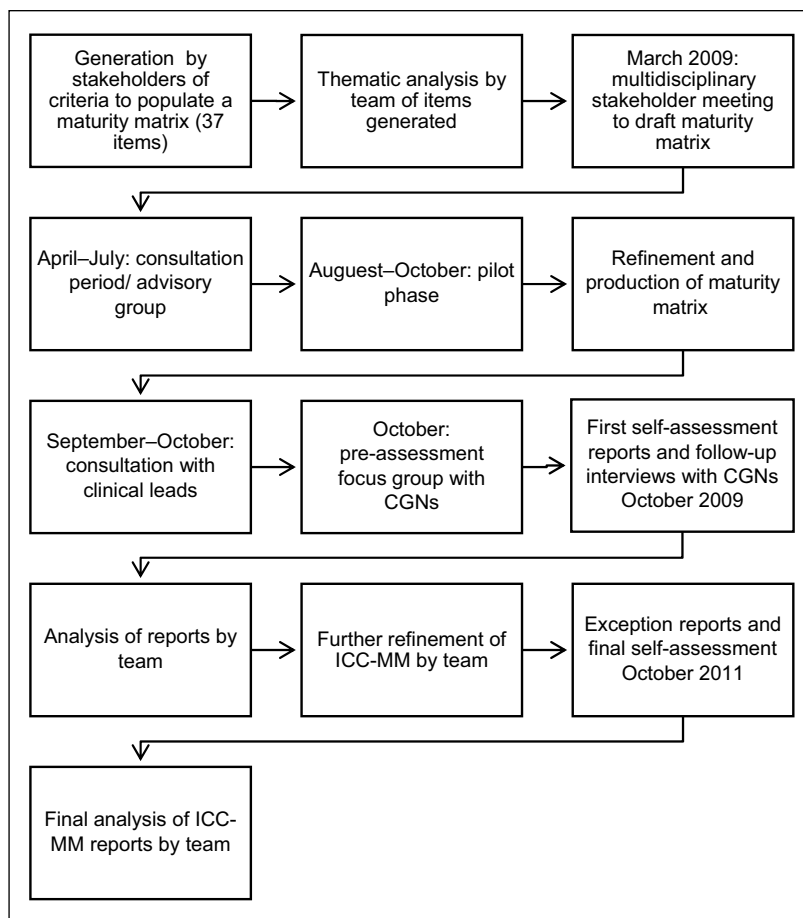 Generation by
stakeholders of
criteria to populate a
maturity matrix (37
items)
Thematic analysis by
team of items
generated
March 2009:
multidisciplinary
stakeholder meeting
to draft maturity
matrix
April–July: consultation
period/ advisory
group
Auguest–October: pilot
phase
Refinement and
production of maturity
matrix
September–October:
consultation with
clinical leads
October:
pre-assessment
focus group with
CGNs
First self-assessment
reports and follow-up
interviews with CGNs
October 2009
Analysis of reports by
team
Further refinement of
ICC-MM by team
Exception reports and
final self-assessment
October 2011
Final analysis of ICC-
MM reports by team